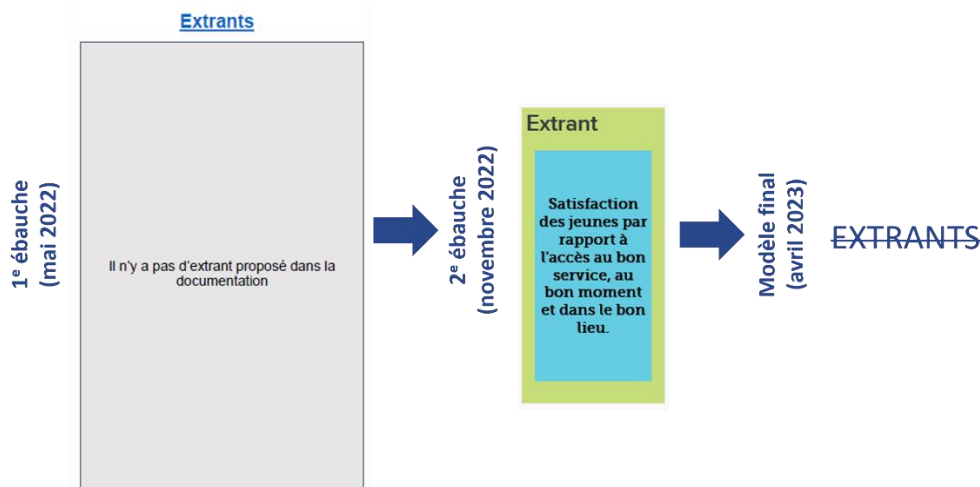 1e ébauche
(mai 2022)
Extrants
Il n'y a pas d'extrant proposé dans la
documentation
2e ébauche
(novembre 2022)
Extrant
Satisfaction
des jeunes par
rapport à
l'accès au bon
service, au
bon moment
et dans le bon
lieu.
Modèle final
(avril 2023)
EXTRANTS